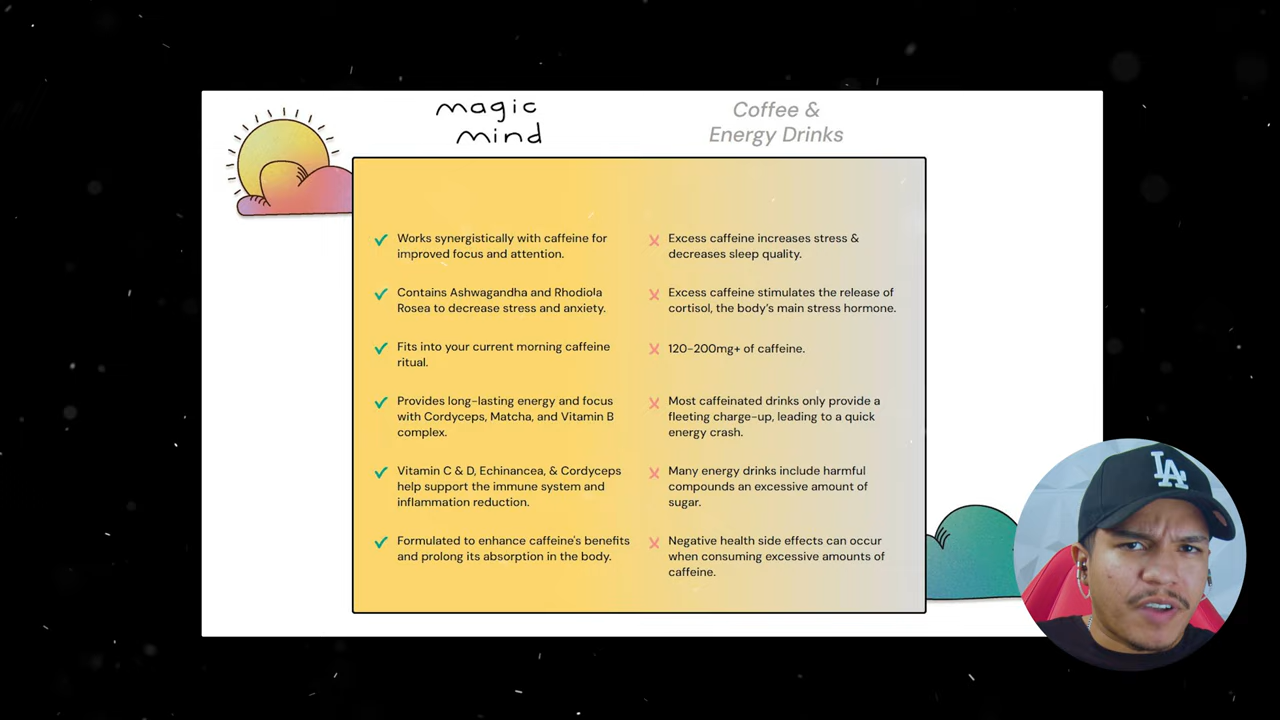 magic
mind
Coffee &
Energy Drinks
Works synergistically with caffeine for
improved focus and attention.
Excess caffeine increases stress &
decreases sleep quality.
Contains Ashwagandha and Rhodiola
Rosea to decrease stress and anxiety.
Excess caffeine stimulates the release of
cortisol, the body's main stress hormone.
Fits into your current morning caffeine
ritual.
120-200mg+ of caffeine.
Provides long-lasting energy and focus
with Cordyceps, Matcha, and Vitamin B
complex.
Most caffeinated drinks only provide a
fleeting charge-up, leading to a quick
energy crash.
Vitamin C & D, Echinancea, & Cordyceps
help support the immune system and
inflammation reduction.
Many energy drinks include harmful
compounds an excessive amount of
sugar.
Formulated to enhance caffeine's benefits
and prolong its absorption in the body.
Negative health side effects can occur
when consuming excessive amounts of
caffeine.
LA